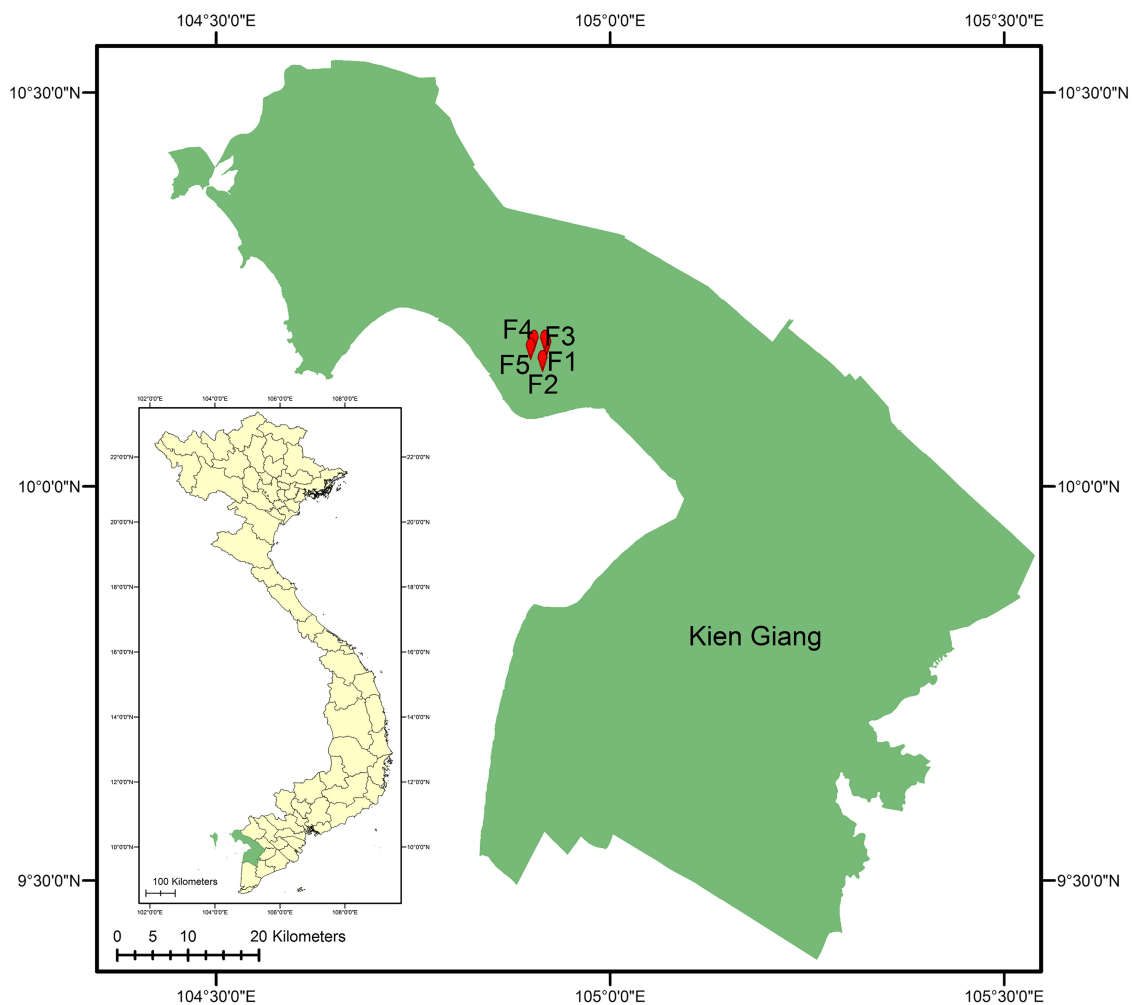 104°30'0"E 105°0'0"E 105°30'0"E
10°30'0"N 10°30'0"N
F4 F3
F5 F1
F2
102°0'0"E 104°0'0"E 106°0'0"E 108°0'0"E
22°0'0"N 22°0'0"N
10°0'0"N 10°0'0"N
20°0'0"N 20°0'0"N
18°0'0"N 18°0'0"N
Kien Giang
16°0'0"N 16°0'0"N
14°0'0"N 14°0'0"N
12°0'0"N 12°0'0"N
10°0'0"N 10°0'0"N
9°30'0"N 9°30'0"N
100 Kilometers
102°0'0"E 104°0'0"E 106°0'0"E 108°0'0"E
0 5 10 20 Kilometers
104°30'0"E 105°0'0"E 105°30'0"E